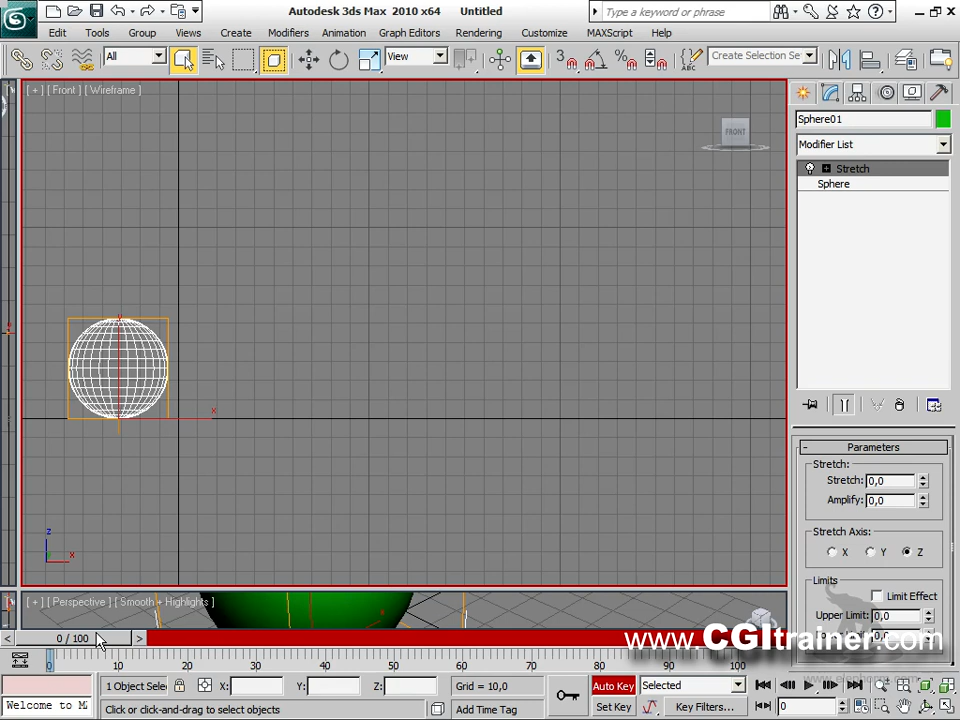 Autodesk 3ds Max 2010 x64 Untitled
Type a keyword or phrase
Edit Tools Group Views Create Modifiers Animation Graph Editors Rendering Customize MAXScript Help
All
View
3
Create Selection Se
[ + ] [ Front ] [ Wireframe ]
FRONT
Sphere01
Modifier List
Stretch
Sphere
x
z
x
Parameters
Stretch:
Stretch: 0,0
Amplify: 0,0
Stretch Axis:
X Y Z
Limits
Limit Effect
Upper Limit: 0,0
0,0
[ + ] [ Perspective ] [ Smooth + Highlights ]
< 0 / 100 >
www.CGItrainer.com
0 10 20 30 40 50 60 70 80 90 100
1 Object Sele X: Y: Z: Grid = 10,0 Auto Key Selected
Welcome to M Click or click-and-drag to select objects Add Time Tag Set Key Key Filters... 0